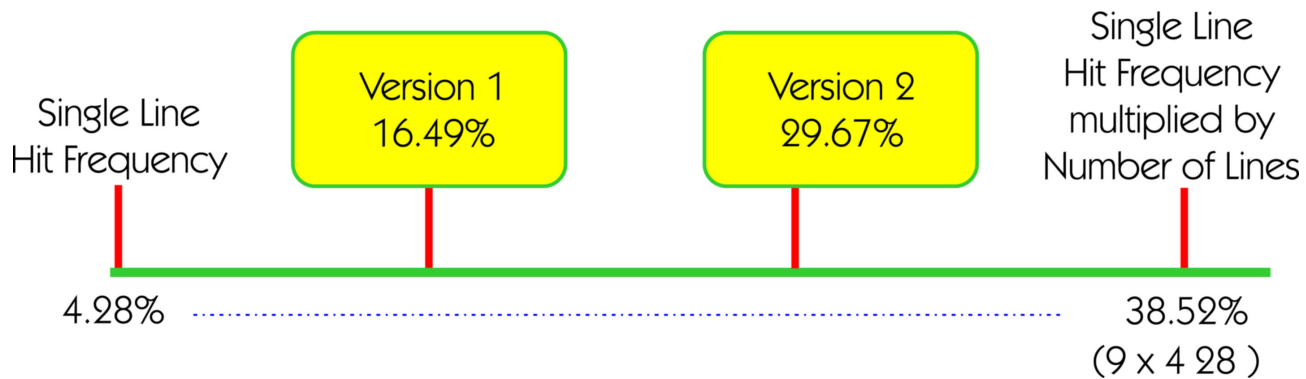 Single Line
Hit Frequency
Version 1
16.49%
Version 2
29.67%
Single Line
Hit Frequency
multiplied by
Number of Lines
4.28%
38.52%
(9 x 4 28 )